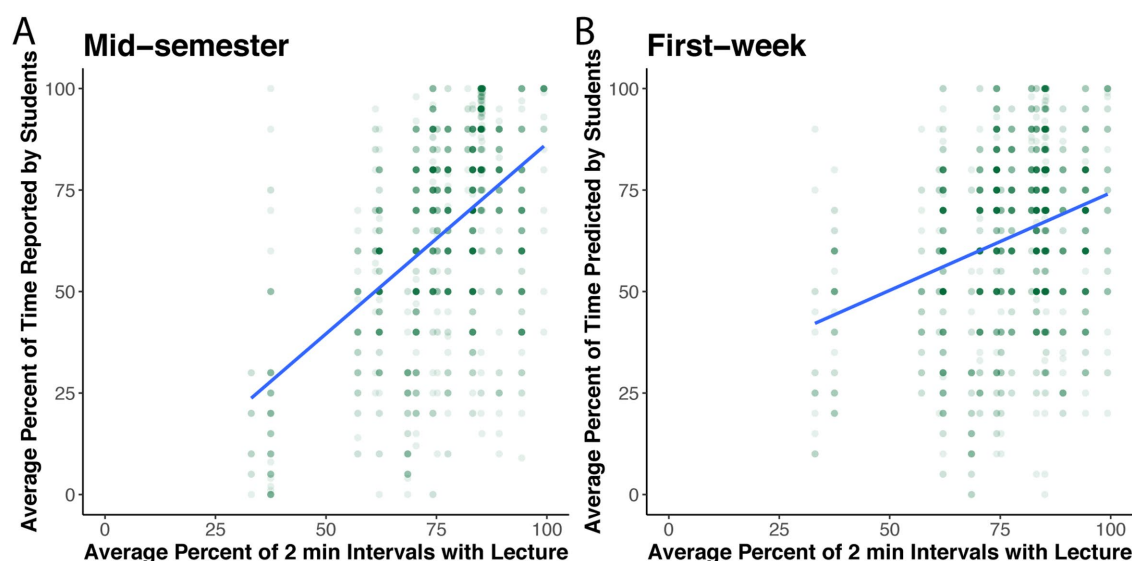 A
Mid−semester
Average Percent of Time Reported by Students
100
75
50
25
0
0 25 50 75 100
Average Percent of 2 min Intervals with Lecture
B
First−week
Average Percent of Time Predicted by Students
100
75
50
25
0
0 25 50 75 100
Average Percent of 2 min Intervals with Lecture